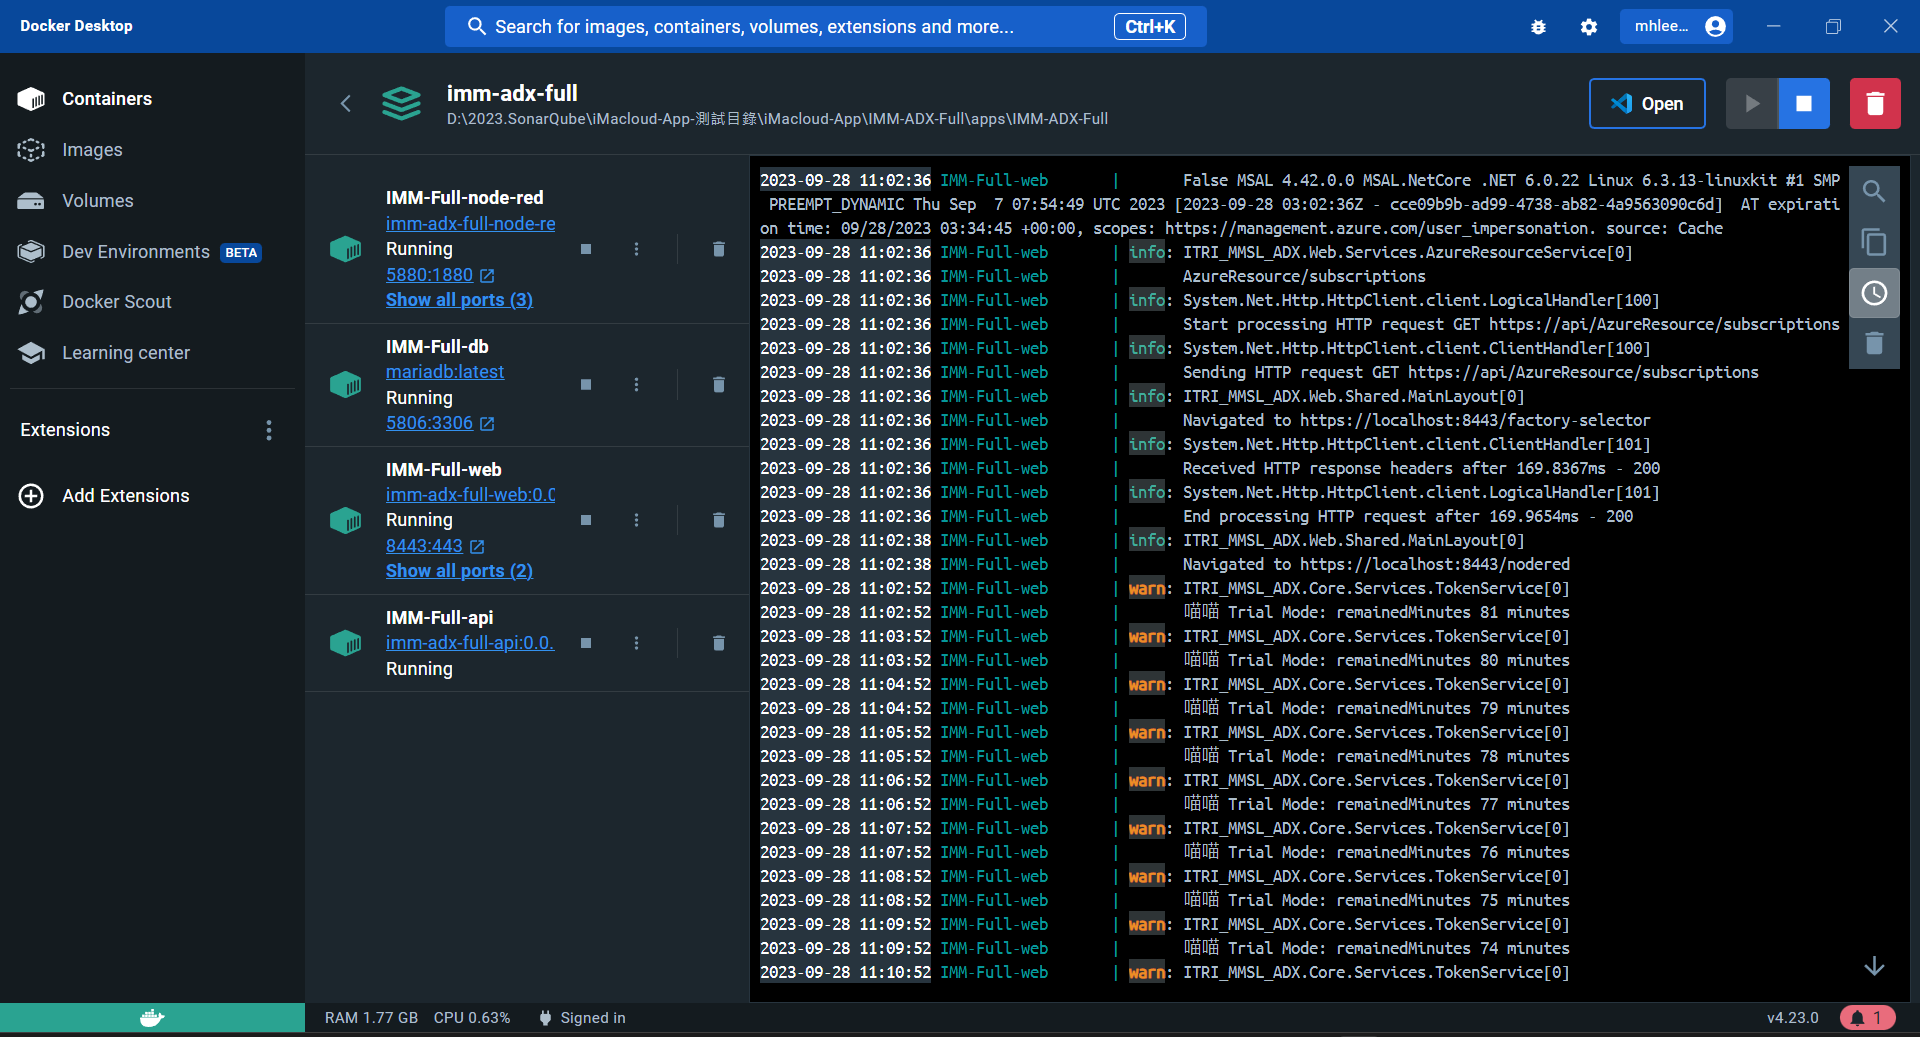 Docker Desktop
Search for images, containers, volumes, extensions and more...
Ctrl+K
mhlee...
Containers
Images
Volumes
Dev Environments BETA
Docker Scout
Learning center
Extensions
Add Extensions
imm-adx-full
D:\2023.SonarQube\iMacloud-App-測試目錄\iMacloud-App\IMM-ADX-Full\apps\IMM-ADX-Full
Open
IMM-Full-node-red
imm-adx-full-node-re
Running
5880:1880
Show all ports (3)
IMM-Full-db
mariadb:latest
Running
5806:3306
IMM-Full-web
imm-adx-full-web:0.0
Running
8443:443
Show all ports (2)
IMM-Full-api
imm-adx-full-api:0.0.
Running
2023-09-28 11:02:36 IMM-Full-web | False MSAL 4.42.0.0 MSAL.NetCore .NET 6.0.22 Linux 6.3.13-linuxkit #1 SMP
PREEMPT_DYNAMIC Thu Sep 7 07:54:49 UTC 2023 [2023-09-28 03:02:36Z - cce09b9b-ad99-4738-ab82-4a9563090c6d] AT expirati
on time: 09/28/2023 03:34:45 +00:00, scopes: https://management.azure.com/user_impersonation. source: Cache
2023-09-28 11:02:36 IMM-Full-web | info: ITRI_MMSL_ADX.Web.Services.AzureResourceService[0]
2023-09-28 11:02:36 IMM-Full-web | AzureResource/subscriptions
2023-09-28 11:02:36 IMM-Full-web | info: System.Net.Http.HttpClient.client.LogicalHandler[100]
2023-09-28 11:02:36 IMM-Full-web | Start processing HTTP request GET https://api/AzureResource/subscriptions
2023-09-28 11:02:36 IMM-Full-web | info: System.Net.Http.HttpClient.client.ClientHandler[100]
2023-09-28 11:02:36 IMM-Full-web | Sending HTTP request GET https://api/AzureResource/subscriptions
2023-09-28 11:02:36 IMM-Full-web | info: ITRI_MMSL_ADX.Web.Shared.MainLayout[0]
2023-09-28 11:02:36 IMM-Full-web | Navigated to https://localhost:8443/factory-selector
2023-09-28 11:02:36 IMM-Full-web | info: System.Net.Http.HttpClient.client.ClientHandler[101]
2023-09-28 11:02:36 IMM-Full-web | Received HTTP response headers after 169.8367ms - 200
2023-09-28 11:02:36 IMM-Full-web | info: System.Net.Http.HttpClient.client.LogicalHandler[101]
2023-09-28 11:02:36 IMM-Full-web | End processing HTTP request after 169.9654ms - 200
2023-09-28 11:02:38 IMM-Full-web | info: ITRI_MMSL_ADX.Web.Shared.MainLayout[0]
2023-09-28 11:02:38 IMM-Full-web | Navigated to https://localhost:8443/nodered
2023-09-28 11:02:52 IMM-Full-web | warn: ITRI_MMSL_ADX.Core.Services.TokenService[0]
2023-09-28 11:02:52 IMM-Full-web | 喵喵 Trial Mode: remainedMinutes 81 minutes
2023-09-28 11:03:52 IMM-Full-web | warn: ITRI_MMSL_ADX.Core.Services.TokenService[0]
2023-09-28 11:03:52 IMM-Full-web | 喵喵 Trial Mode: remainedMinutes 80 minutes
2023-09-28 11:04:52 IMM-Full-web | warn: ITRI_MMSL_ADX.Core.Services.TokenService[0]
2023-09-28 11:04:52 IMM-Full-web | 喵喵 Trial Mode: remainedMinutes 79 minutes
2023-09-28 11:05:52 IMM-Full-web | warn: ITRI_MMSL_ADX.Core.Services.TokenService[0]
2023-09-28 11:05:52 IMM-Full-web | 喵喵 Trial Mode: remainedMinutes 78 minutes
2023-09-28 11:06:52 IMM-Full-web | warn: ITRI_MMSL_ADX.Core.Services.TokenService[0]
2023-09-28 11:06:52 IMM-Full-web | 喵喵 Trial Mode: remainedMinutes 77 minutes
2023-09-28 11:07:52 IMM-Full-web | warn: ITRI_MMSL_ADX.Core.Services.TokenService[0]
2023-09-28 11:07:52 IMM-Full-web | 喵喵 Trial Mode: remainedMinutes 76 minutes
2023-09-28 11:08:52 IMM-Full-web | warn: ITRI_MMSL_ADX.Core.Services.TokenService[0]
2023-09-28 11:08:52 IMM-Full-web | 喵喵 Trial Mode: remainedMinutes 75 minutes
2023-09-28 11:09:52 IMM-Full-web | warn: ITRI_MMSL_ADX.Core.Services.TokenService[0]
2023-09-28 11:09:52 IMM-Full-web | 喵喵 Trial Mode: remainedMinutes 74 minutes
2023-09-28 11:10:52 IMM-Full-web | warn: ITRI_MMSL_ADX.Core.Services.TokenService[0]
RAM 1.77 GB CPU 0.63% Signed in
v4.23.0
1